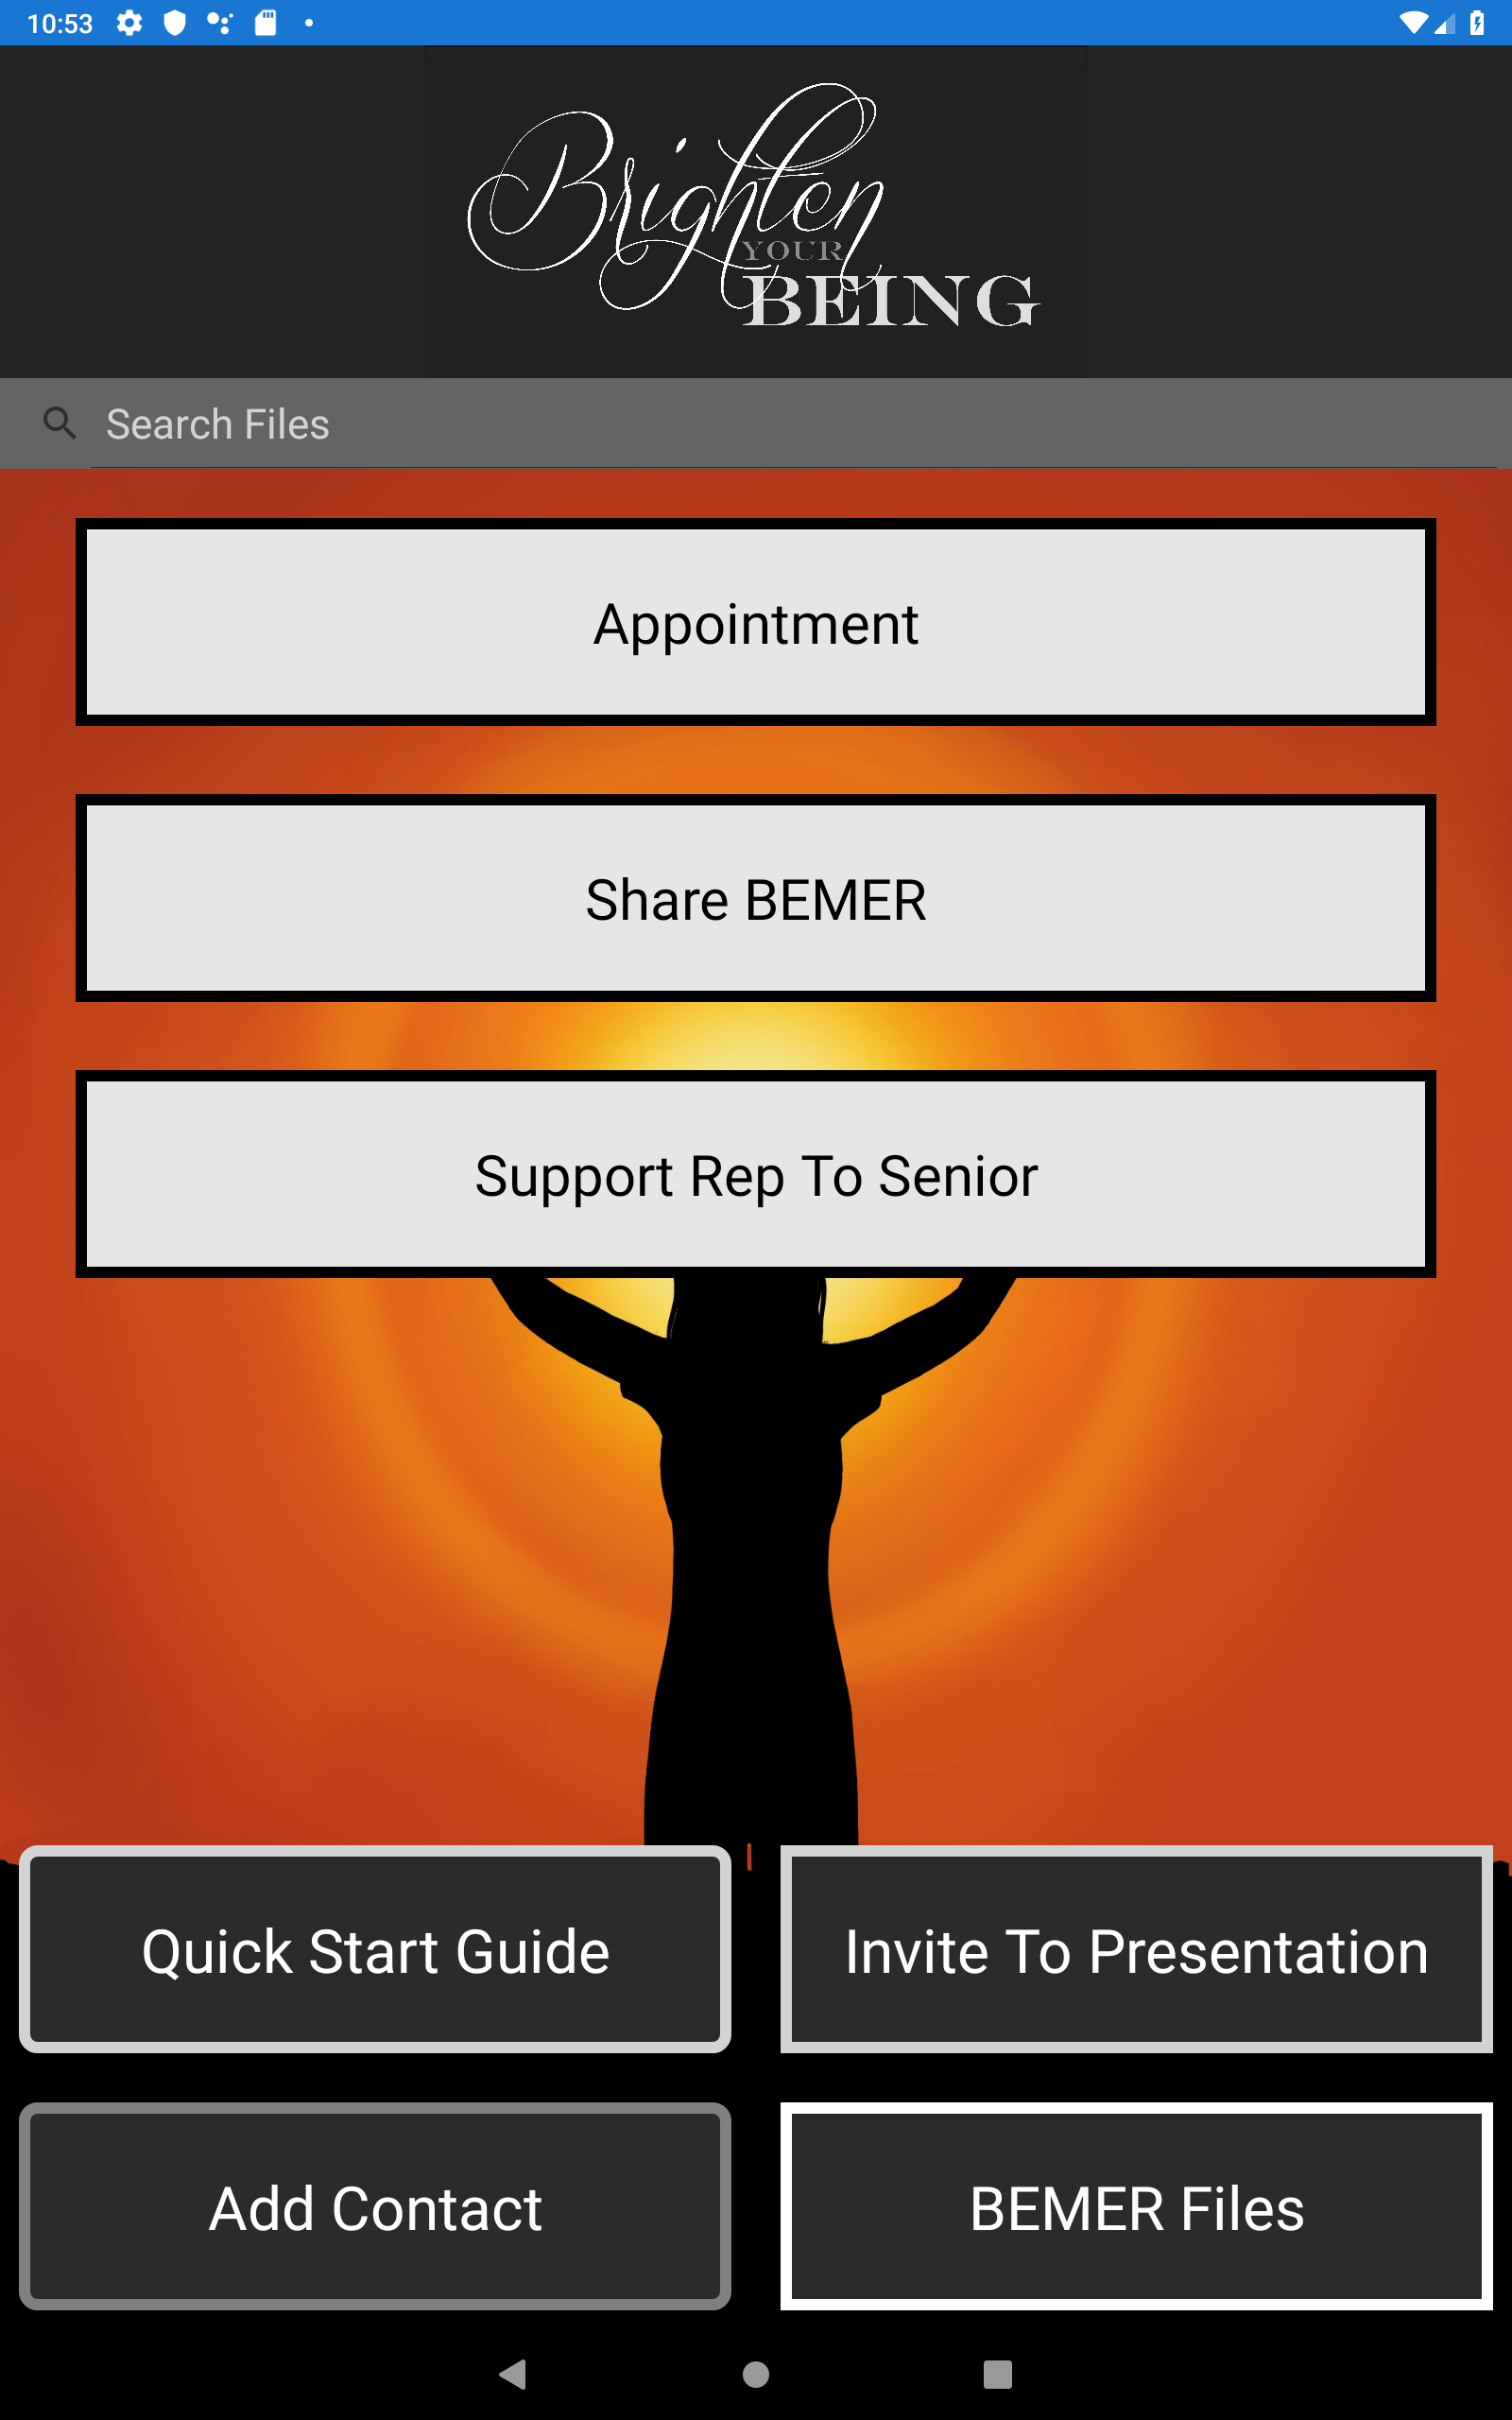 10:53
Brighten
YOUR
BEING
Search Files
Appointment
Share BEMER
Support Rep To Senior
Quick Start Guide
Invite To Presentation
Add Contact
BEMER Files